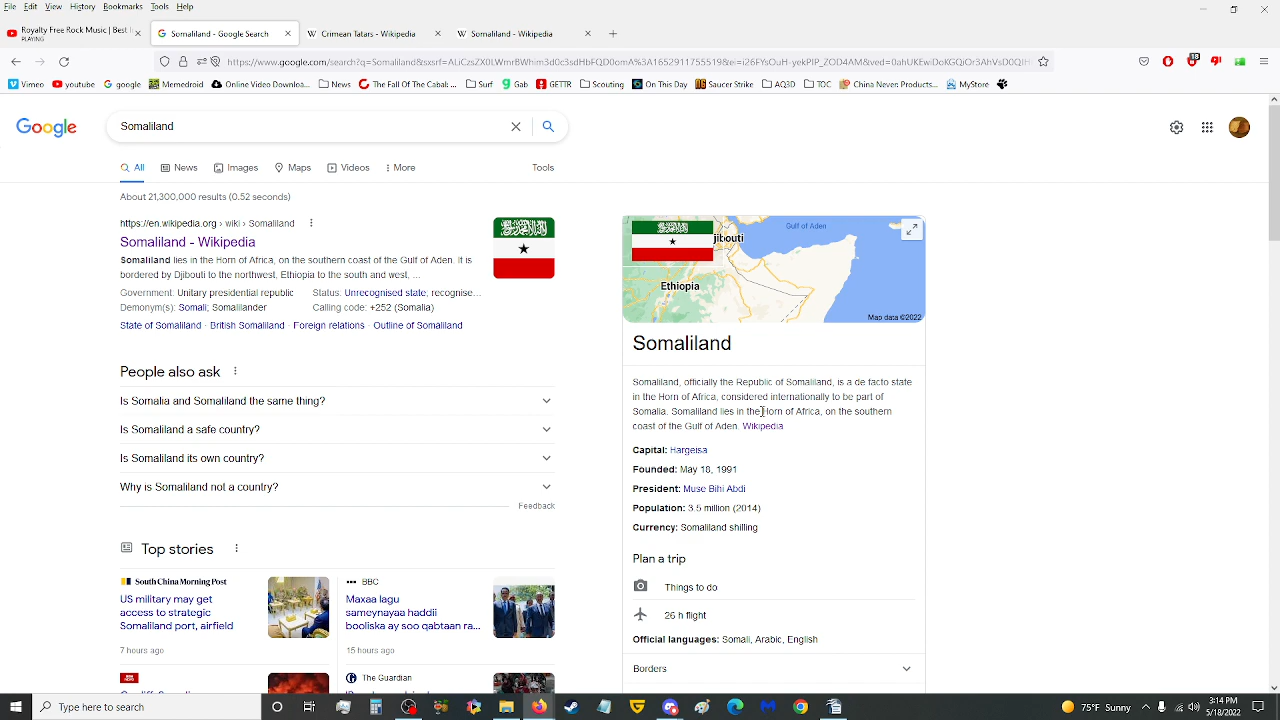 File Edit View History Bookmarks Tools Help
Royalty Free Rock Music | Best
PLAYING
Somaliland - Google Search
Crimean Tatars - Wikipedia
Somaliland - Wikipedia
https://www.google.com/search?q=Somaliland&sxsrf=
Vimeo youtube google Memedroid Online Video Downloa... News The Fall Of The Cabal: ... Surf Gab GETTR Scouting On This Day Saucer Strike AQ3D TOC China Never Products... MyStore
Google
Somaliland
All News Images Maps Videos More Tools
About 21,300,000 results (0.52 seconds)
https://en.wikipedia.org › wiki › Somaliland
Somaliland - Wikipedia
Somaliland lies in the Horn of Africa, on the southern coast of the Gulf of Aden. It is
bordered by Djibouti to the northwest, Ethiopia to the south and west, ...
Government: Unitary presidential republic Status: Unrecognised state, recognise...
Demonym(s): Somali; Somalilander Calling code: +252 (Somalia)
State of Somaliland · British Somaliland · Foreign relations · Outline of Somaliland
People also ask
Is Somalia and Somaliland the same thing?
Is Somaliland a safe country?
Is Somaliland its own country?
Why is Somaliland not a country?
Feedback
Top stories
South China Morning Post
US military may get
access to strategic
Somaliland port, airfield
7 hours ago
BBC
Maxaa lagu
sameynayaa haddii
booliska ay soo qabtaan ra...
15 hours ago
The Guardian
Gulf of Aden
jibouti
Ethiopia
Map data ©2022
Somaliland
Somaliland, officially the Republic of Somaliland, is a de facto state
in the Horn of Africa, considered internationally to be part of
Somalia. Somaliland lies in the Horn of Africa, on the southern
coast of the Gulf of Aden. Wikipedia
Capital: Hargeisa
Founded: May 18, 1991
President: Muse Bihi Abdi
Population: 3.5 million (2014)
Currency: Somaliland shilling
Plan a trip
Things to do
26 h flight
Official languages: Somali, Arabic, English
Borders
Type here to search
75°F Sunny
3:14 PM
5/18/2022